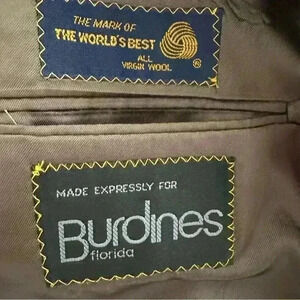 THE MARK OF
THE WORLD'S BEST
ALL
VIRGIN WOOL
®
MADE EXPRESSLY FOR
Burdines
florida